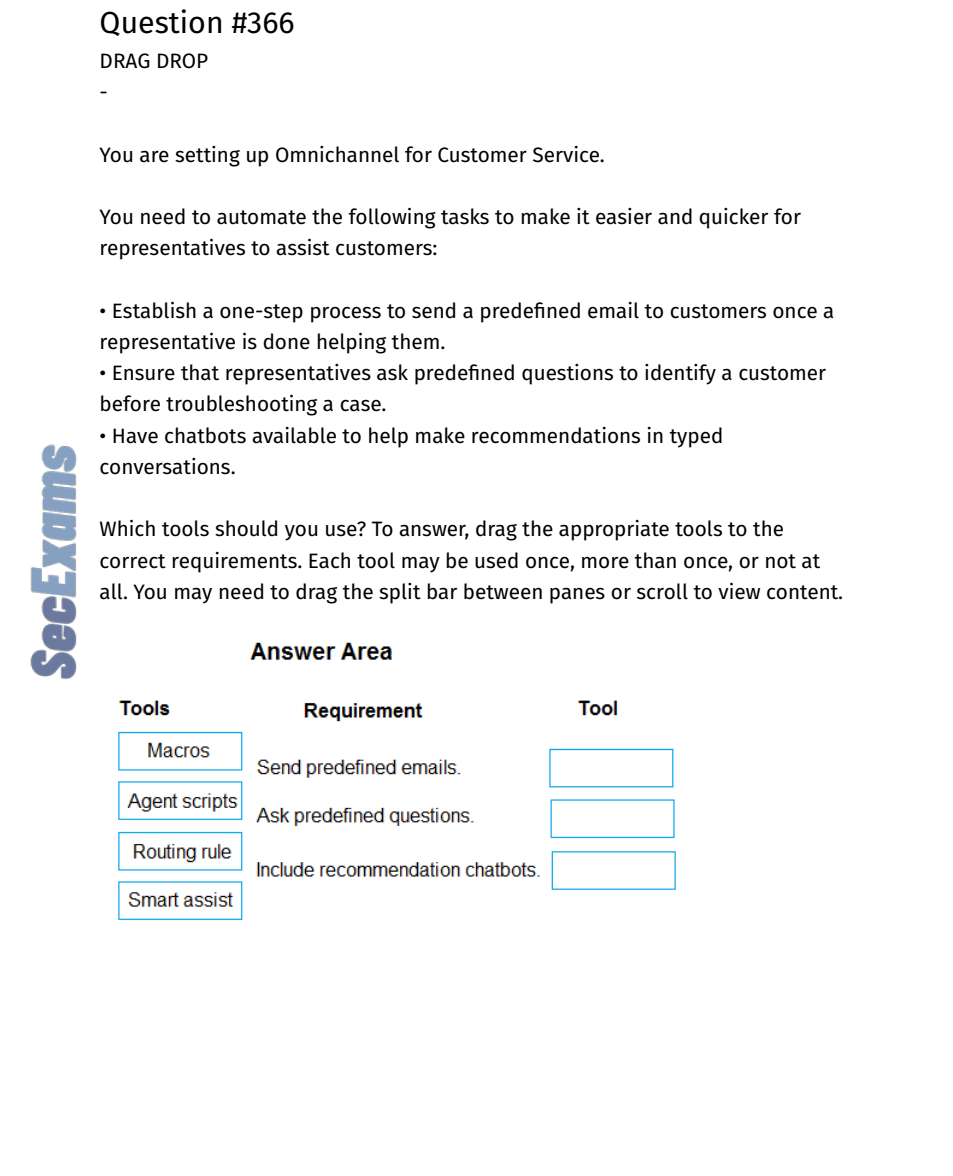 Question #366
DRAG DROP
-
You are setting up Omnichannel for Customer Service.
You need to automate the following tasks to make it easier and quicker for
representatives to assist customers:
• Establish a one-step process to send a predefined email to customers once a
representative is done helping them.
• Ensure that representatives ask predefined questions to identify a customer
before troubleshooting a case.
• Have chatbots available to help make recommendations in typed
conversations.
SecExams
Which tools should you use? To answer, drag the appropriate tools to the
correct requirements. Each tool may be used once, more than once, or not at
all. You may need to drag the split bar between panes or scroll to view content.
Answer Area
Tools Requirement Tool
Macros
Send predefined emails.
Agent scripts
Ask predefined questions.
Routing rule
Include recommendation chatbots.
Smart assist